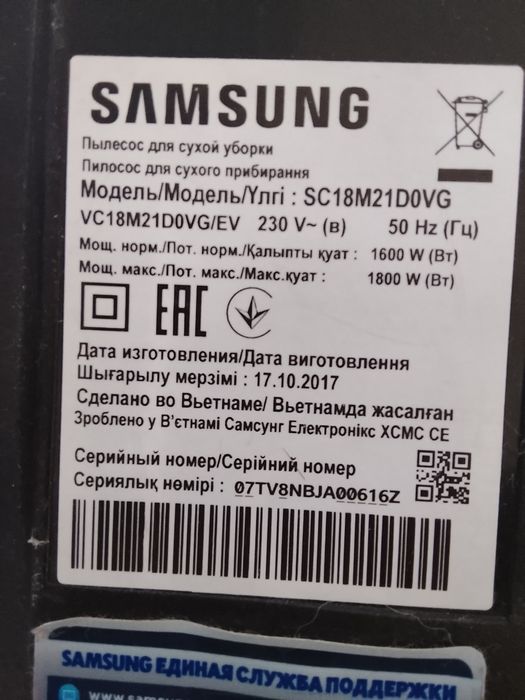 SAMSUNG
Пылесос для сухой уборки
Пилосос для сухого прибирання
Модель/Модель/Үлгі : SC18M21D0VG
VC18M21D0VG/EV 230 V~ (в) 50 Hz (Гц)
Мощ. норм./Пот. норм./Қалыпты қуат : 1600 W (Вт)
Мощ. макс./Пот. макс./Макс.қуат : 1800 W (Вт)
EAC
Дата изготовления/Дата виготовлення
Шығарылу мерзімі : 17.10.2017
Сделано во Вьетнаме/ Вьетнамда жасалған
Зроблено у В'єтнамі Самсунг Електронікс ХСМС СЕ
Серийный номер/Серійний номер
Сериялық нөмірі : 07TV8NBJA00616Z
SAMSUNG ЕДИНАЯ СЛУЖБА ПОДДЕРЖКИ